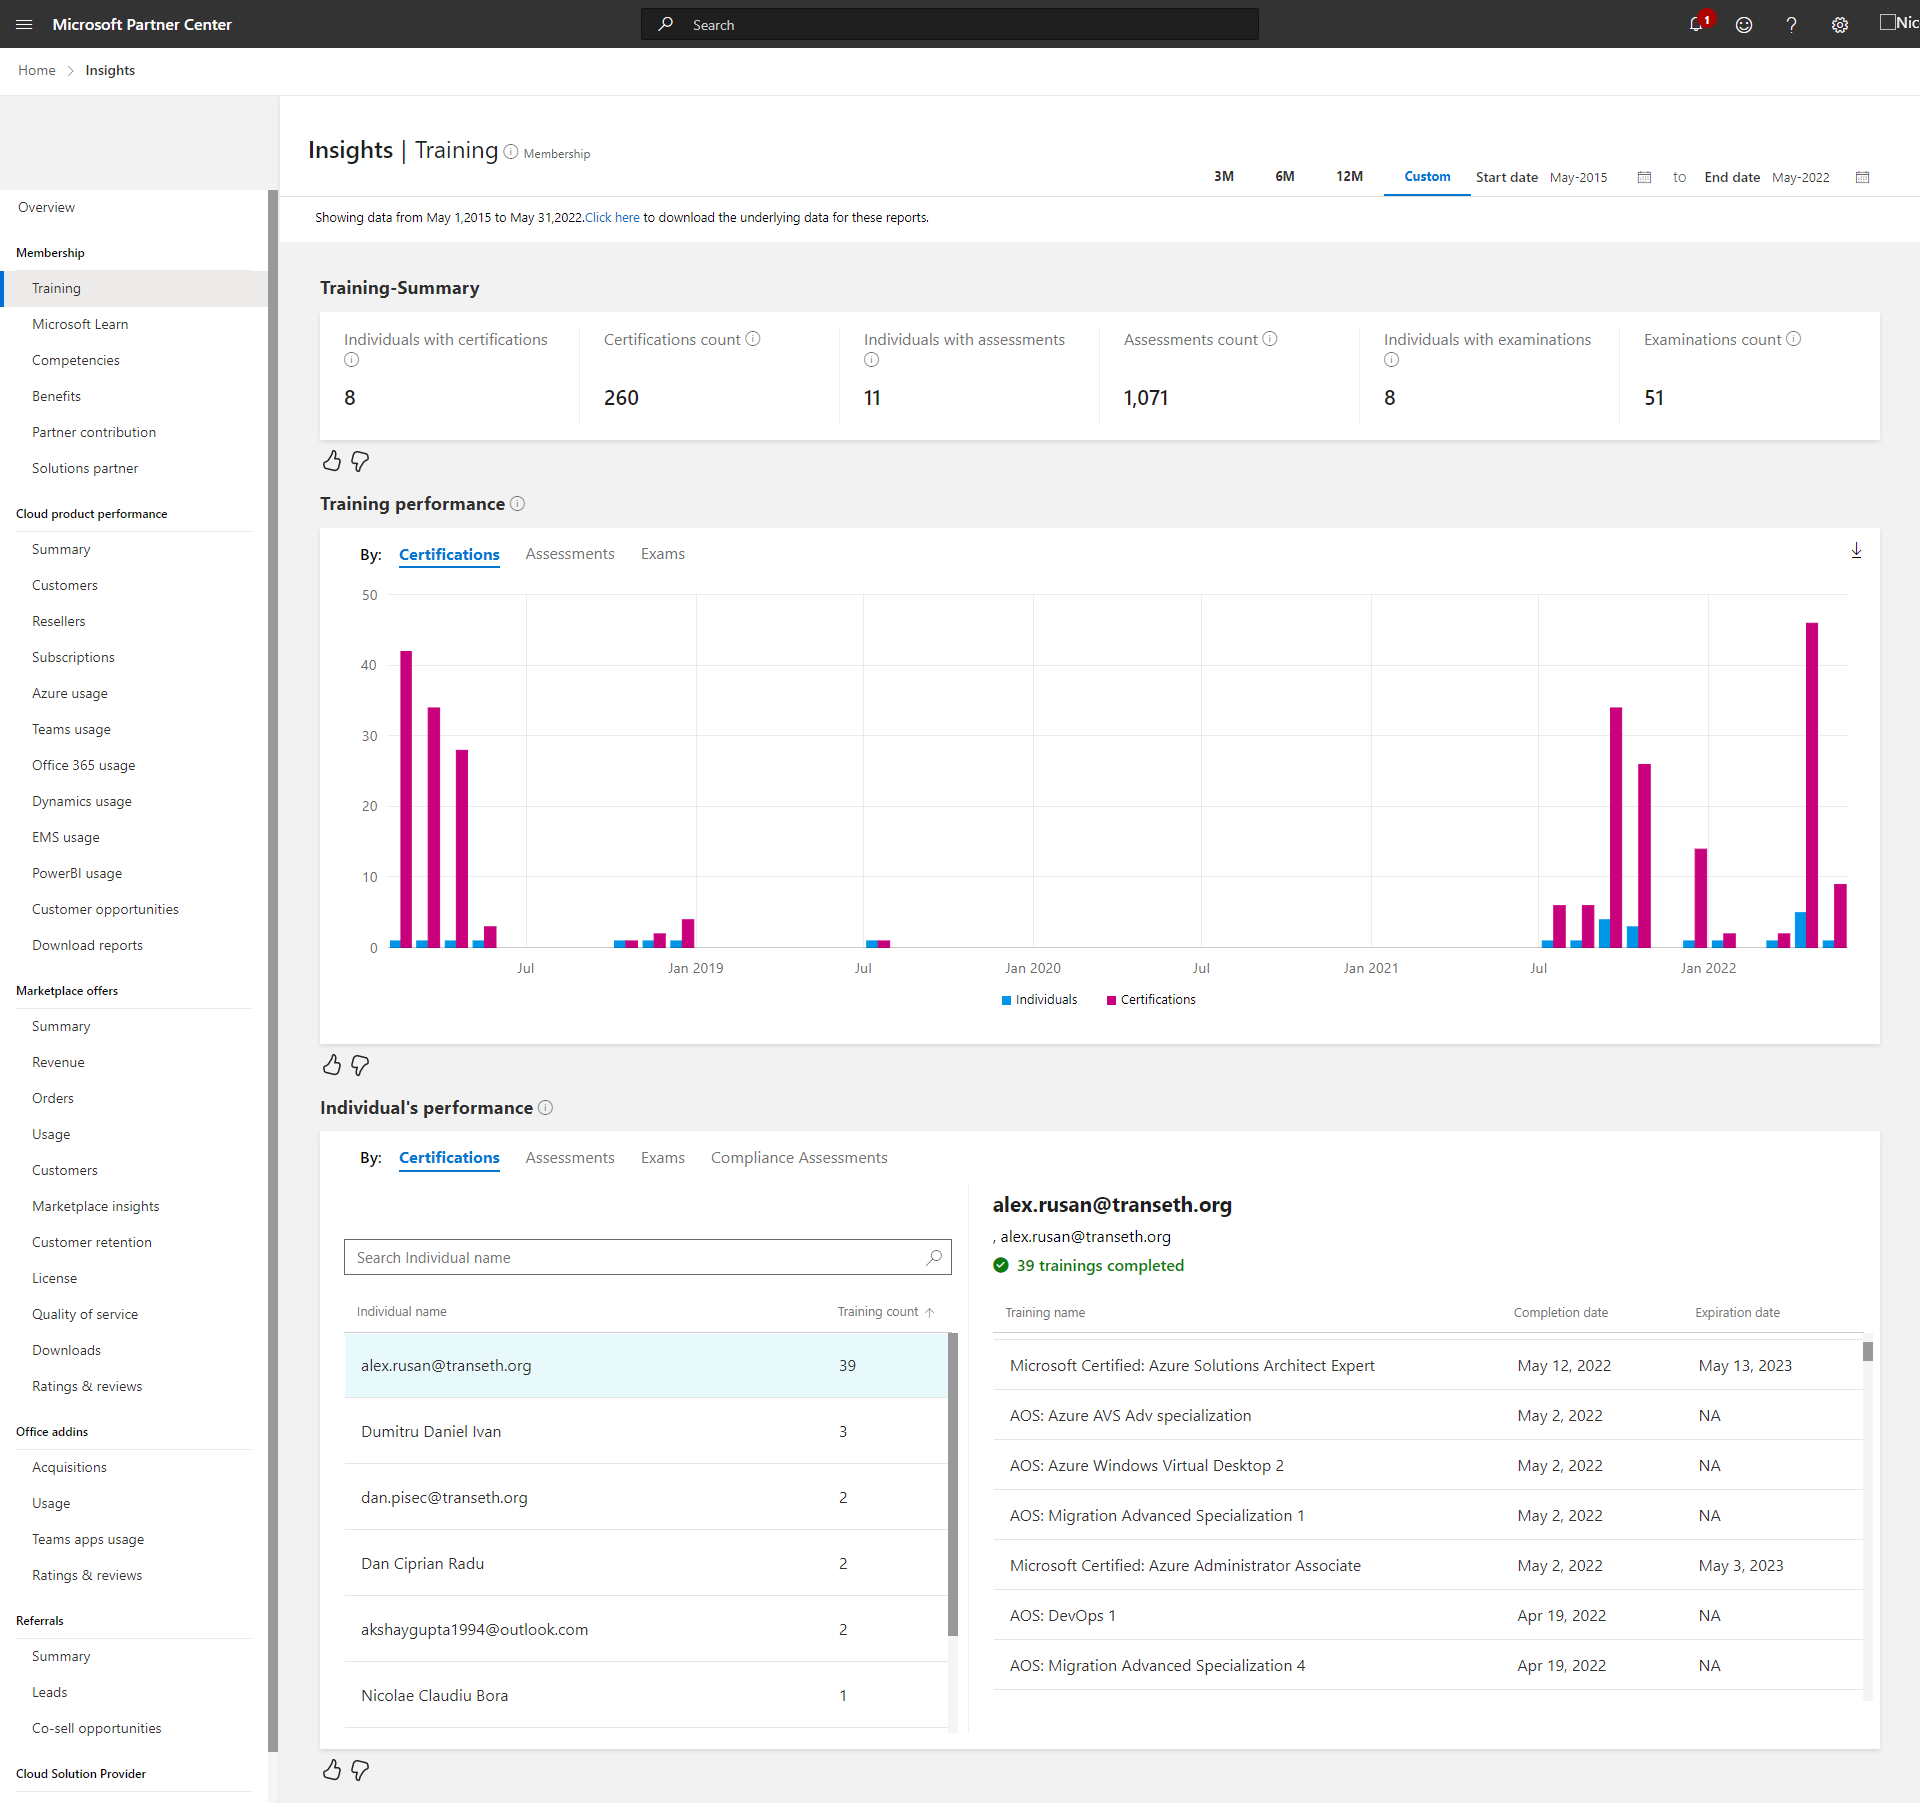 Microsoft Partner Center
Search
1
Nic
Home
Insights
Insights | Training
Membership
3M 6M 12M Custom Start date May-2015 to End date May-2022
Showing data from May 1,2015 to May 31,2022.Click here to download the underlying data for these reports.
Overview
Membership
Training
Microsoft Learn
Competencies
Benefits
Partner contribution
Solutions partner
Cloud product performance
Summary
Customers
Resellers
Subscriptions
Azure usage
Teams usage
Office 365 usage
Dynamics usage
EMS usage
PowerBI usage
Customer opportunities
Download reports
Marketplace offers
Summary
Revenue
Orders
Usage
Customers
Marketplace insights
Customer retention
License
Quality of service
Downloads
Ratings & reviews
Office addins
Acquisitions
Usage
Teams apps usage
Ratings & reviews
Referrals
Summary
Leads
Co-sell opportunities
Cloud Solution Provider
Training-Summary
Individuals with certifications
8
Certifications count
260
Individuals with assessments
11
Assessments count
1,071
Individuals with examinations
8
Examinations count
51
Training performance
By: Certifications Assessments Exams
50
40
30
20
10
0
Jul Jan 2019 Jul Jan 2020 Jul Jan 2021 Jul Jan 2022
Individuals Certifications
Individual's performance
By: Certifications Assessments Exams Compliance Assessments
Search Individual name
Individual name Training count
alex.rusan@transeth.org 39
Dumitru Daniel Ivan 3
dan.pisec@transeth.org 2
Dan Ciprian Radu 2
akshaygupta1994@outlook.com 2
Nicolae Claudiu Bora 1
alex.rusan@transeth.org
, alex.rusan@transeth.org
39 trainings completed
Training name Completion date Expiration date
Microsoft Certified: Azure Solutions Architect Expert May 12, 2022 May 13, 2023
AOS: Azure AVS Adv specialization May 2, 2022 NA
AOS: Azure Windows Virtual Desktop 2 May 2, 2022 NA
AOS: Migration Advanced Specialization 1 May 2, 2022 NA
Microsoft Certified: Azure Administrator Associate May 2, 2022 May 3, 2023
AOS: DevOps 1 Apr 19, 2022 NA
AOS: Migration Advanced Specialization 4 Apr 19, 2022 NA